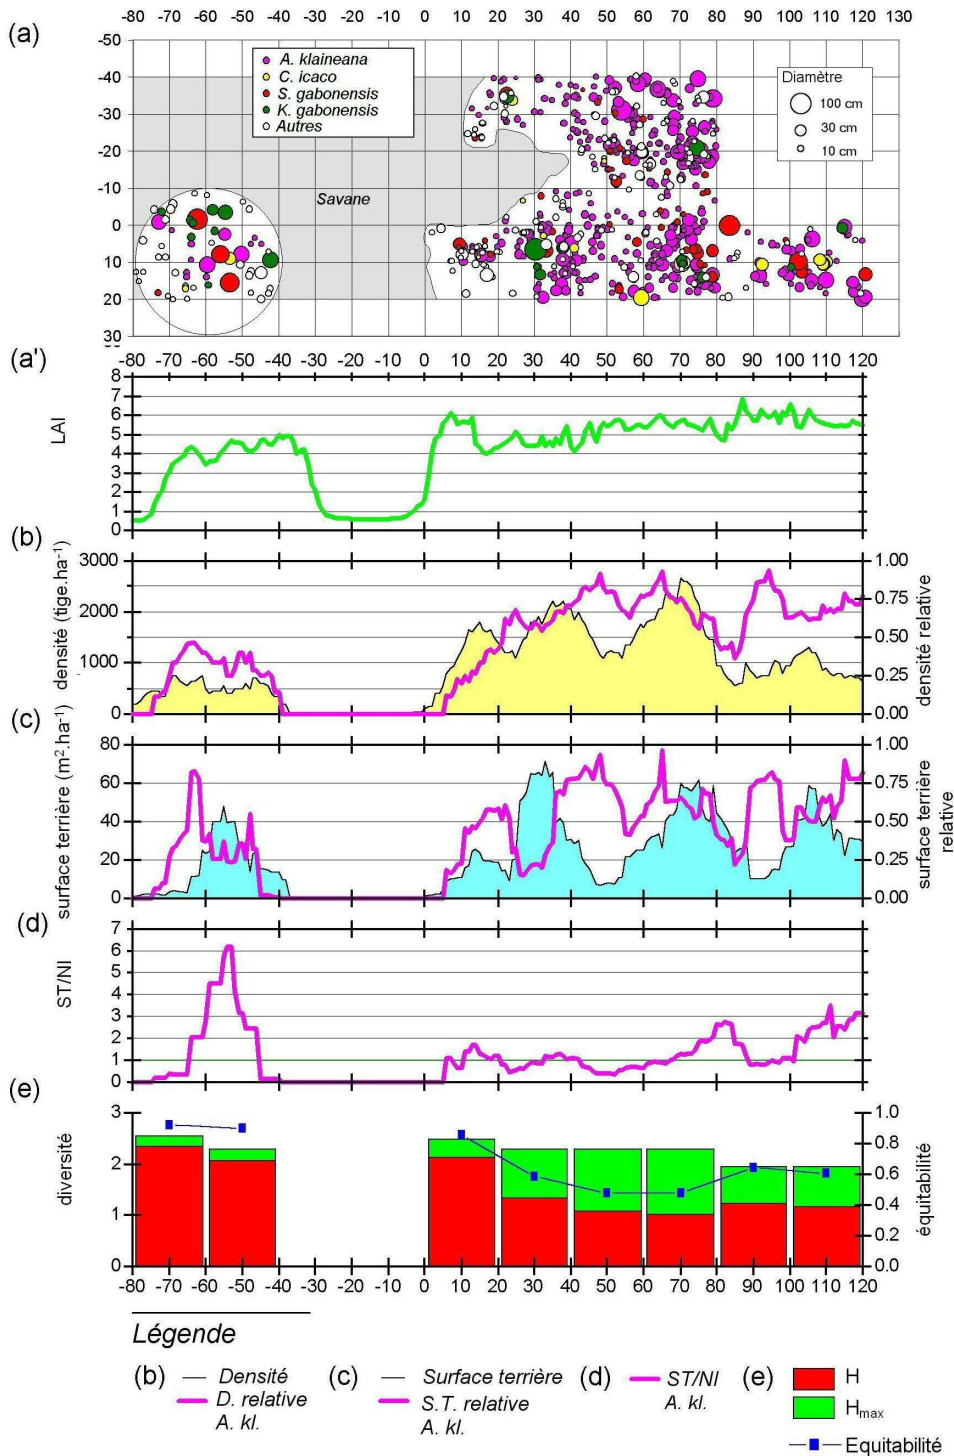 (a)
-80 -70 -60 -50 -40 -30 -20 -10 0 10 20 30 40 50 60 70 80 90 100 110 120 130
-50
-40
-30
-20
-10
0
10
20
30
A. klaineana
C. icaco
S. gabonensis
K. gabonensis
Autres
Diamètre
100 cm
30 cm
10 cm
Savane
(a')
-80 -70 -60 -50 -40 -30 -20 -10 0 10 20 30 40 50 60 70 80 90 100 110 120
LAI
8
7
6
5
4
3
2
1
0
(b)
densité (tige.ha⁻¹)
3000
2000
1000
0
1.00
0.75
0.50
0.25
0.00
densité relative
(c)
surface terrière (m².ha⁻¹)
80
60
40
20
0
1.00
0.75
0.50
0.25
0.00
surface terrière
relative
(d)
ST/NI
7
6
5
4
3
2
1
0
(e)
diversité
3
2
1
0
1.0
0.8
0.6
0.4
0.2
0.0
équitabilité
-80 -70 -60 -50 -40 -30 -20 -10 0 10 20 30 40 50 60 70 80 90 100 110 120
Légende
(b) Densité
D. relative
A. kl.
(c) Surface terrière
S.T. relative
A. kl.
(d) ST/NI
A. kl.
(e) H
Hmax
Equitabilité